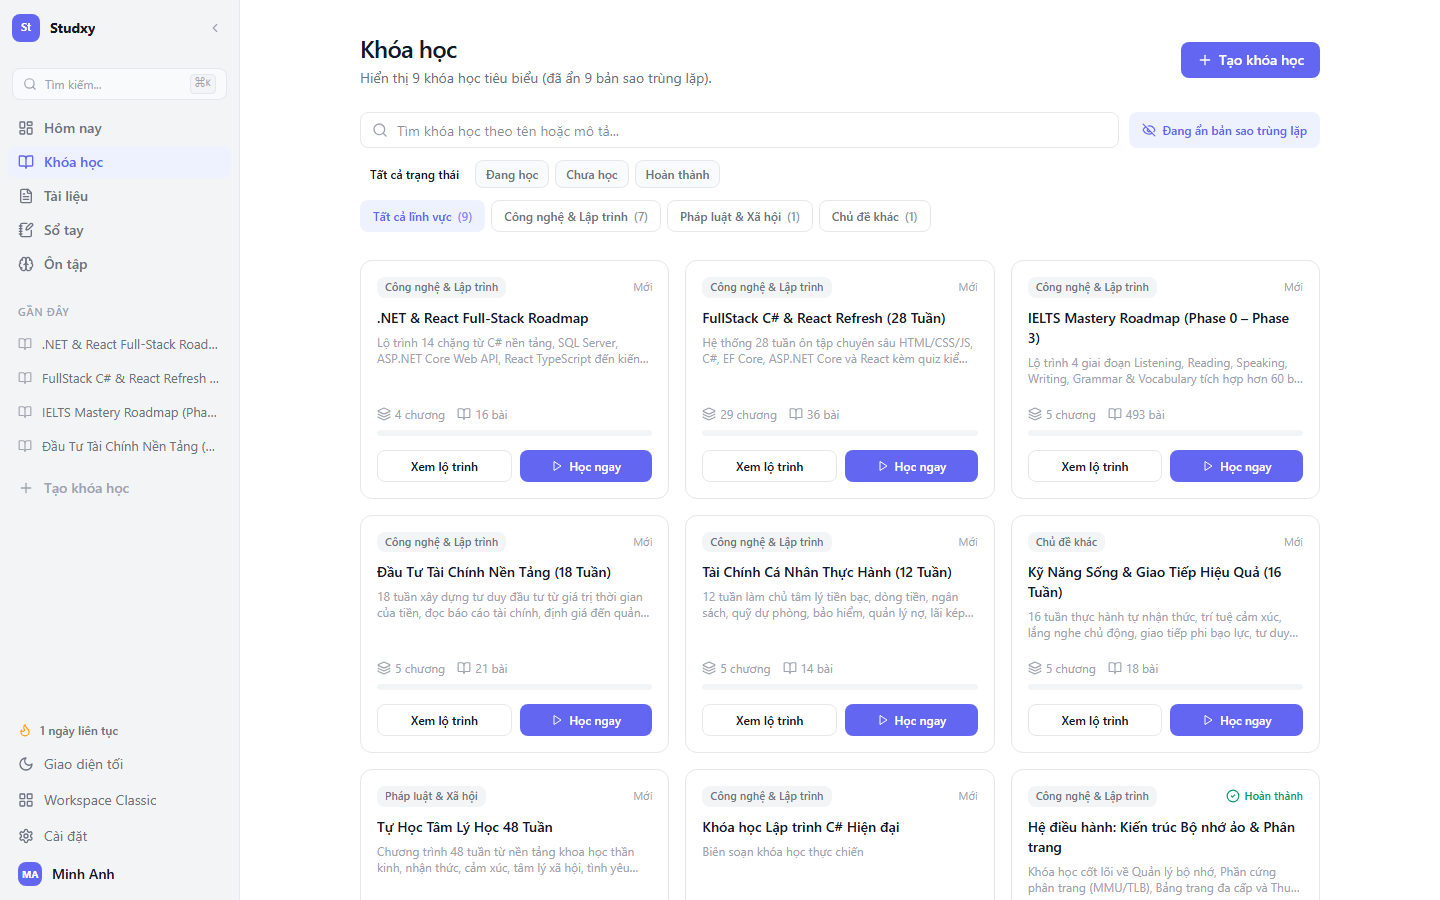 St Studxy
Tìm kiếm... ⌘K
Hôm nay
Khóa học
Tài liệu
Sổ tay
Ôn tập
GẦN ĐÂY
.NET & React Full-Stack Road...
FullStack C# & React Refresh ...
IELTS Mastery Roadmap (Pha...
Đầu Tư Tài Chính Nền Tảng (...
Tạo khóa học
1 ngày liên tục
Giao diện tối
Workspace Classic
Cài đặt
MA Minh Anh
Khóa học
Hiển thị 9 khóa học tiêu biểu (đã ẩn 9 bản sao trùng lặp).
Tạo khóa học
Tìm khóa học theo tên hoặc mô tả...
Đang ẩn bản sao trùng lặp
Tất cả trạng thái Đang học Chưa học Hoàn thành
Tất cả lĩnh vực (9) Công nghệ & Lập trình (7) Pháp luật & Xã hội (1) Chủ đề khác (1)
Công nghệ & Lập trình Mới
.NET & React Full-Stack Roadmap
Lộ trình 14 chặng từ C# nền tảng, SQL Server,
ASP.NET Core Web API, React TypeScript đến kiến...
4 chương 16 bài
Xem lộ trình Học ngay
Công nghệ & Lập trình Mới
FullStack C# & React Refresh (28 Tuần)
Hệ thống 28 tuần ôn tập chuyên sâu HTML/CSS/JS,
C#, EF Core, ASP.NET Core và React kèm quiz kiể...
29 chương 36 bài
Xem lộ trình Học ngay
Công nghệ & Lập trình Mới
IELTS Mastery Roadmap (Phase 0 – Phase
3)
Lộ trình 4 giai đoạn Listening, Reading, Speaking,
Writing, Grammar & Vocabulary tích hợp hơn 60 b...
5 chương 493 bài
Xem lộ trình Học ngay
Công nghệ & Lập trình Mới
Đầu Tư Tài Chính Nền Tảng (18 Tuần)
18 tuần xây dựng tư duy đầu tư từ giá trị thời gian
của tiền, đọc báo cáo tài chính, định giá đến quản...
5 chương 21 bài
Xem lộ trình Học ngay
Công nghệ & Lập trình Mới
Tài Chính Cá Nhân Thực Hành (12 Tuần)
12 tuần làm chủ tâm lý tiền bạc, dòng tiền, ngân
sách, quỹ dự phòng, bảo hiểm, quản lý nợ, lãi kép...
5 chương 14 bài
Xem lộ trình Học ngay
Chủ đề khác Mới
Kỹ Năng Sống & Giao Tiếp Hiệu Quả (16
Tuần)
16 tuần thực hành tự nhận thức, trí tuệ cảm xúc,
lắng nghe chủ động, giao tiếp phi bạo lực, tư duy...
5 chương 18 bài
Xem lộ trình Học ngay
Pháp luật & Xã hội Mới
Tự Học Tâm Lý Học 48 Tuần
Chương trình 48 tuần từ nền tảng khoa học thần
kinh, nhận thức, cảm xúc, tâm lý xã hội, tình yêu...
Công nghệ & Lập trình Mới
Khóa học Lập trình C# Hiện đại
Biên soạn khóa học thực chiến
Công nghệ & Lập trình Hoàn thành
Hệ điều hành: Kiến trúc Bộ nhớ ảo & Phân
trang
Khóa học cốt lõi về Quản lý bộ nhớ, Phần cứng
phân trang (MMU/TLB), Bảng trang đa cấp và Thu...